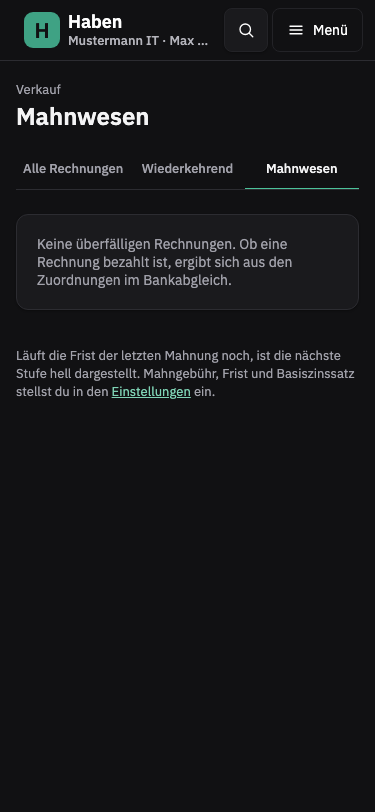 H
Haben
Mustermann IT · Max ...
Menü
Verkauf
Mahnwesen
Alle Rechnungen
Wiederkehrend
Mahnwesen
Keine überfälligen Rechnungen. Ob eine
Rechnung bezahlt ist, ergibt sich aus den
Zuordnungen im Bankabgleich.
Läuft die Frist der letzten Mahnung noch, ist die nächste
Stufe hell dargestellt. Mahngebühr, Frist und Basiszinssatz
stellst du in den Einstellungen ein.